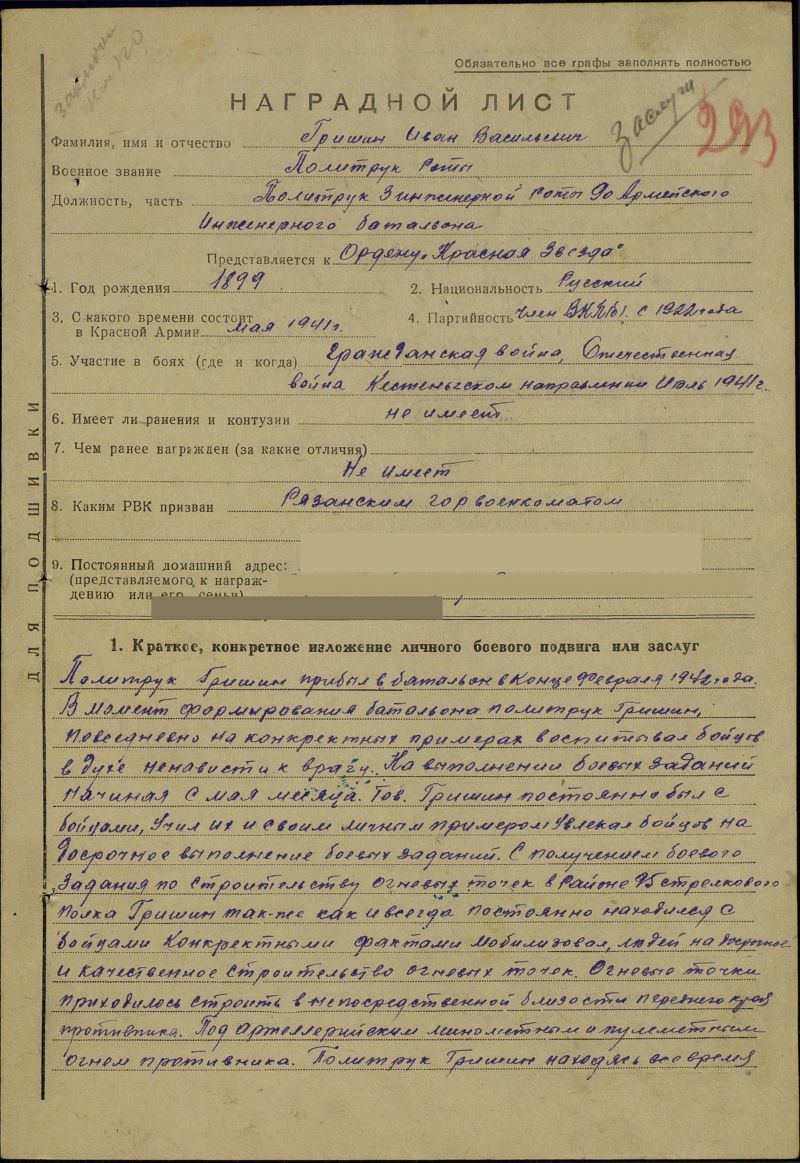 Обязательно все графы заполнять полностью
НАГРАДНОЙ ЛИСТ
Заслуги
293
Фамилия, имя и отчество Гришин Иван Васильевич
Военное звание Политрук Роты
Должность, часть Политрук 3 инженерной роты 90 Армейского
Инженерного батальона
Представляется к Ордену „Красная Звезда"
1. Год рождения 1899
2. Национальность Русский
3. С какого времени состоит
в Красной Армии мая 1941г.
4. Партийность Член ВКП(б) с 1922 года
5. Участие в боях (где и когда) Гражданская война, Отечественная
война Кестеньгском направлении Июль 1941г.
6. Имеет ли ранения и контузии не имеет
7. Чем ранее награжден (за какие отличия)
Не имеет
8. Каким РВК призван Рязанским горвоенкоматом
9. Постоянный домашний адрес:
(представляемого к награж-
дению или его семьи)
ДЛЯ ПОДШИВКИ
1. Краткое, конкретное изложение личного боевого подвига или заслуг
Политрук Гришин прибыл в батальон в конце февраля 1942 года.
В момент формирования батальона политрук Гришин,
повседневно на конкретных примерах воспитывал бойцов
в духе ненависти к врагу. На выполнении боевых заданий
начиная с мая месяца. Тов. Гришин постоянно был с
бойцами, учил их и своим личным примером увлекал бойцов на
досрочное выполнение боевых заданий. С получением боевого
задания по строительству огневых точек в районе 95 стрелкового
полка Гришин так-же как и всегда постоянно находился с
бойцами конкретными фактами мобилизовал, людей на досрочное
и качественное строительство огневых точек. Огневые точки
приходилось строить в непосредственной близости переднего края
противника. Под артеллерийским минометным и пулеметным
огнем противника. Политрук Гришин находясь все время